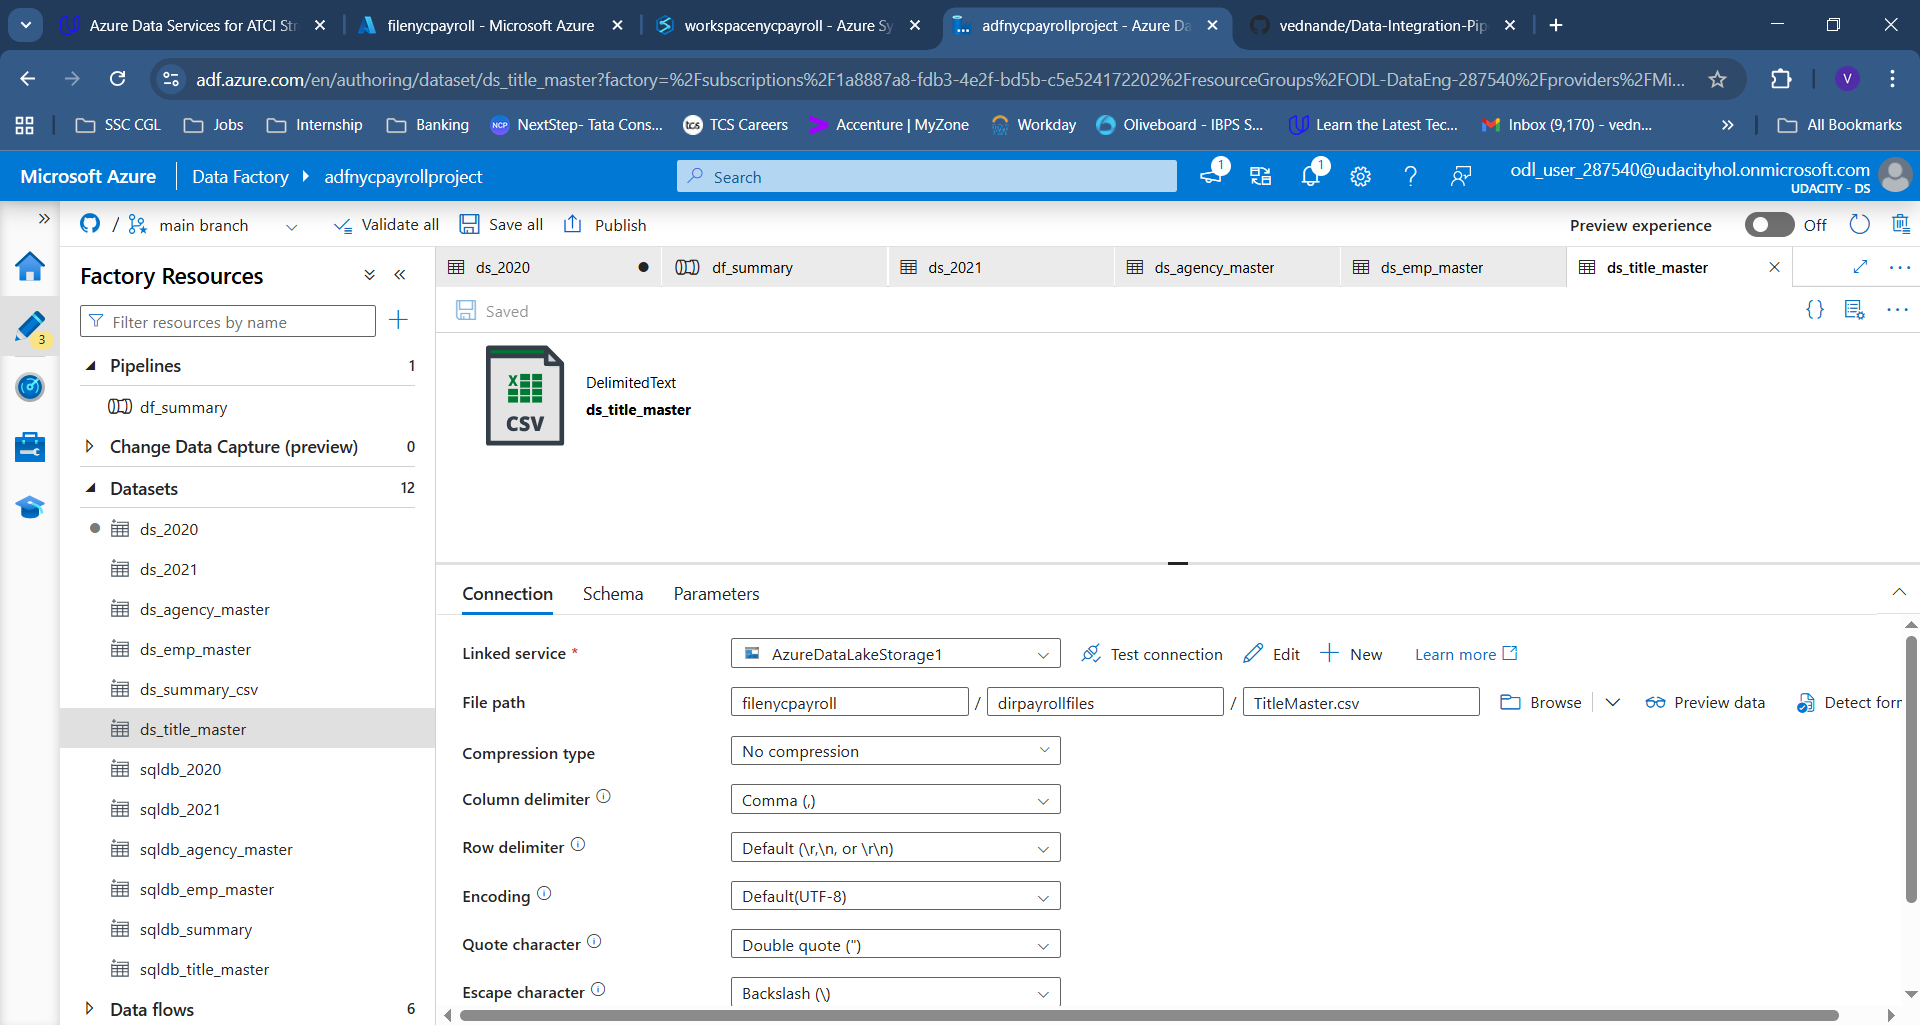 Azure Data Services for ATCI Str
filenycpayroll - Microsoft Azure
workspacenycpayroll - Azure Sy
adfnycpayrollproject - Azure Da
vednande/Data-Integration-Pip
adf.azure.com/en/authoring/dataset/ds_title_master?factory=%2Fsubscriptions%2F1a8887a8-fdb3-4e2f-bd5b-c5e524172202%2FresourceGroups%2FODL-DataEng-287540%2Fproviders%2FMi...
V
SSC CGL
Jobs
Internship
Banking
NextStep- Tata Cons...
TCS Careers
Accenture | MyZone
Workday
Oliveboard - IBPS S...
Learn the Latest Tec...
Inbox (9,170) - vedn...
All Bookmarks
Microsoft Azure
Data Factory
adfnycpayrollproject
Search
1
1
odl_user_287540@udacityhol.onmicrosoft.com
UDACITY - DS
/
main branch
Validate all
Save all
Publish
Preview experience
Off
3
Factory Resources
Filter resources by name
Pipelines 1
df_summary
Change Data Capture (preview) 0
Datasets 12
ds_2020
ds_2021
ds_agency_master
ds_emp_master
ds_summary_csv
ds_title_master
sqldb_2020
sqldb_2021
sqldb_agency_master
sqldb_emp_master
sqldb_summary
sqldb_title_master
Data flows 6
ds_2020
df_summary
ds_2021
ds_agency_master
ds_emp_master
ds_title_master
Saved
{}
X
CSV
DelimitedText
ds_title_master
Connection
Schema
Parameters
Linked service *
AzureDataLakeStorage1
Test connection
Edit
New
Learn more
File path
filenycpayroll / dirpayrollfiles / TitleMaster.csv
Browse
Preview data
Detect for
Compression type
No compression
Column delimiter
Comma (,)
Row delimiter
Default (\r,\n, or \r\n)
Encoding
Default(UTF-8)
Quote character
Double quote (")
Escape character
Backslash (\)